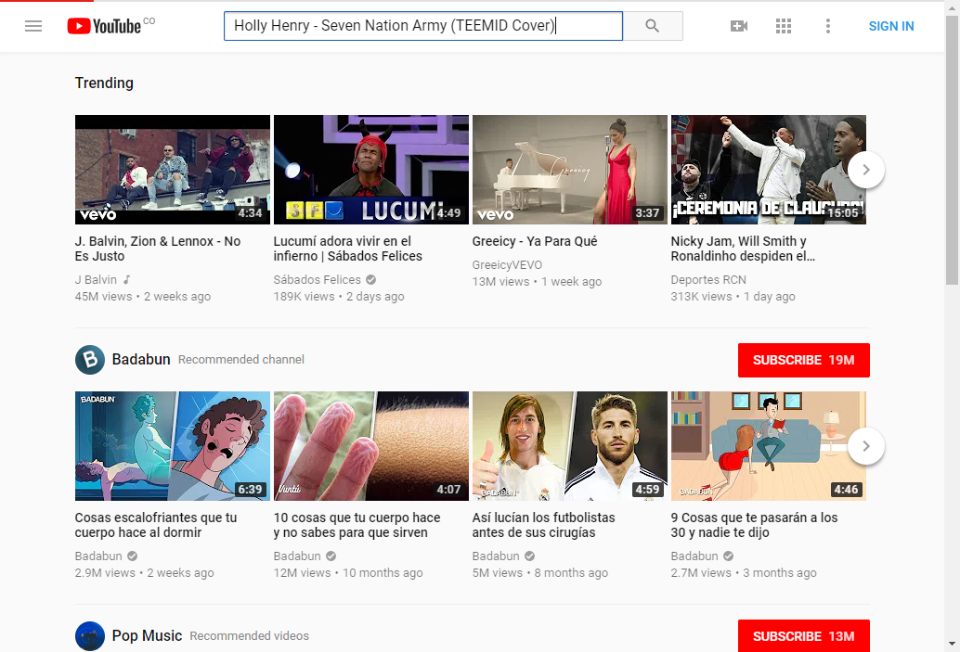 YouTube CO
Holly Henry - Seven Nation Army (TEEMID Cover)
SIGN IN
Trending
vevo
4:34
SFC LUCUMÍ
4:49
vevo
3:37
¡CEREMONIA DE CLAUSURA!
15:05
J. Balvin, Zion & Lennox - No
Es Justo
J Balvin
45M views • 2 weeks ago
Lucumí adora vivir en el
infierno | Sábados Felices
Sábados Felices
189K views • 2 days ago
Greeicy - Ya Para Qué
GreeicyVEVO
13M views • 1 week ago
Nicky Jam, Will Smith y
Ronaldinho despiden el...
Deportes RCN
313K views • 1 day ago
B Badabun Recommended channel
SUBSCRIBE 19M
BADABUN
6:39
Vuntú
4:07
BADABUN
4:59
BADABUN
4:46
Cosas escalofriantes que tu
cuerpo hace al dormir
Badabun
2.9M views • 2 weeks ago
10 cosas que tu cuerpo hace
y no sabes para que sirven
Badabun
12M views • 10 months ago
Así lucían los futbolistas
antes de sus cirugías
Badabun
5M views • 8 months ago
9 Cosas que te pasarán a los
30 y nadie te dijo
Badabun
2.7M views • 3 months ago
Pop Music Recommended videos
SUBSCRIBE 13M